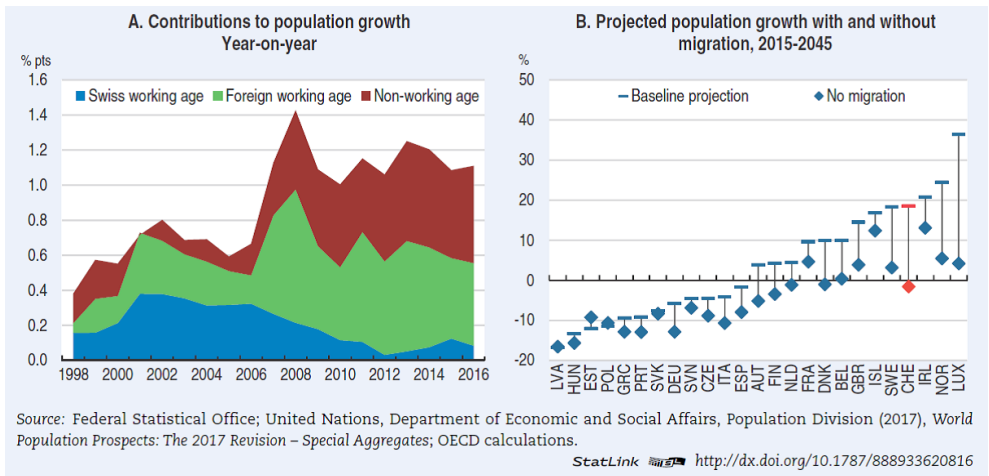 A. Contributions to population growth
Year-on-year
% pts
1.6
1.4
1.2
1.0
0.8
0.6
0.4
0.2
0.0
Swiss working age Foreign working age Non-working age
1998 2000 2002 2004 2006 2008 2010 2012 2014 2016
B. Projected population growth with and without
migration, 2015-2045
%
50
40
30
20
10
0
-10
-20
Baseline projection No migration
LVA HUN EST POL GRC PRT SVK DEU SVN CZE ITA ESP AUT FIN NLD FRA DNK BEL GBR ISL SWE CHE IRL NOR LUX
Source: Federal Statistical Office; United Nations, Department of Economic and Social Affairs, Population Division (2017), World
Population Prospects: The 2017 Revision – Special Aggregates; OECD calculations.
StatLink http://dx.doi.org/10.1787/888933620816